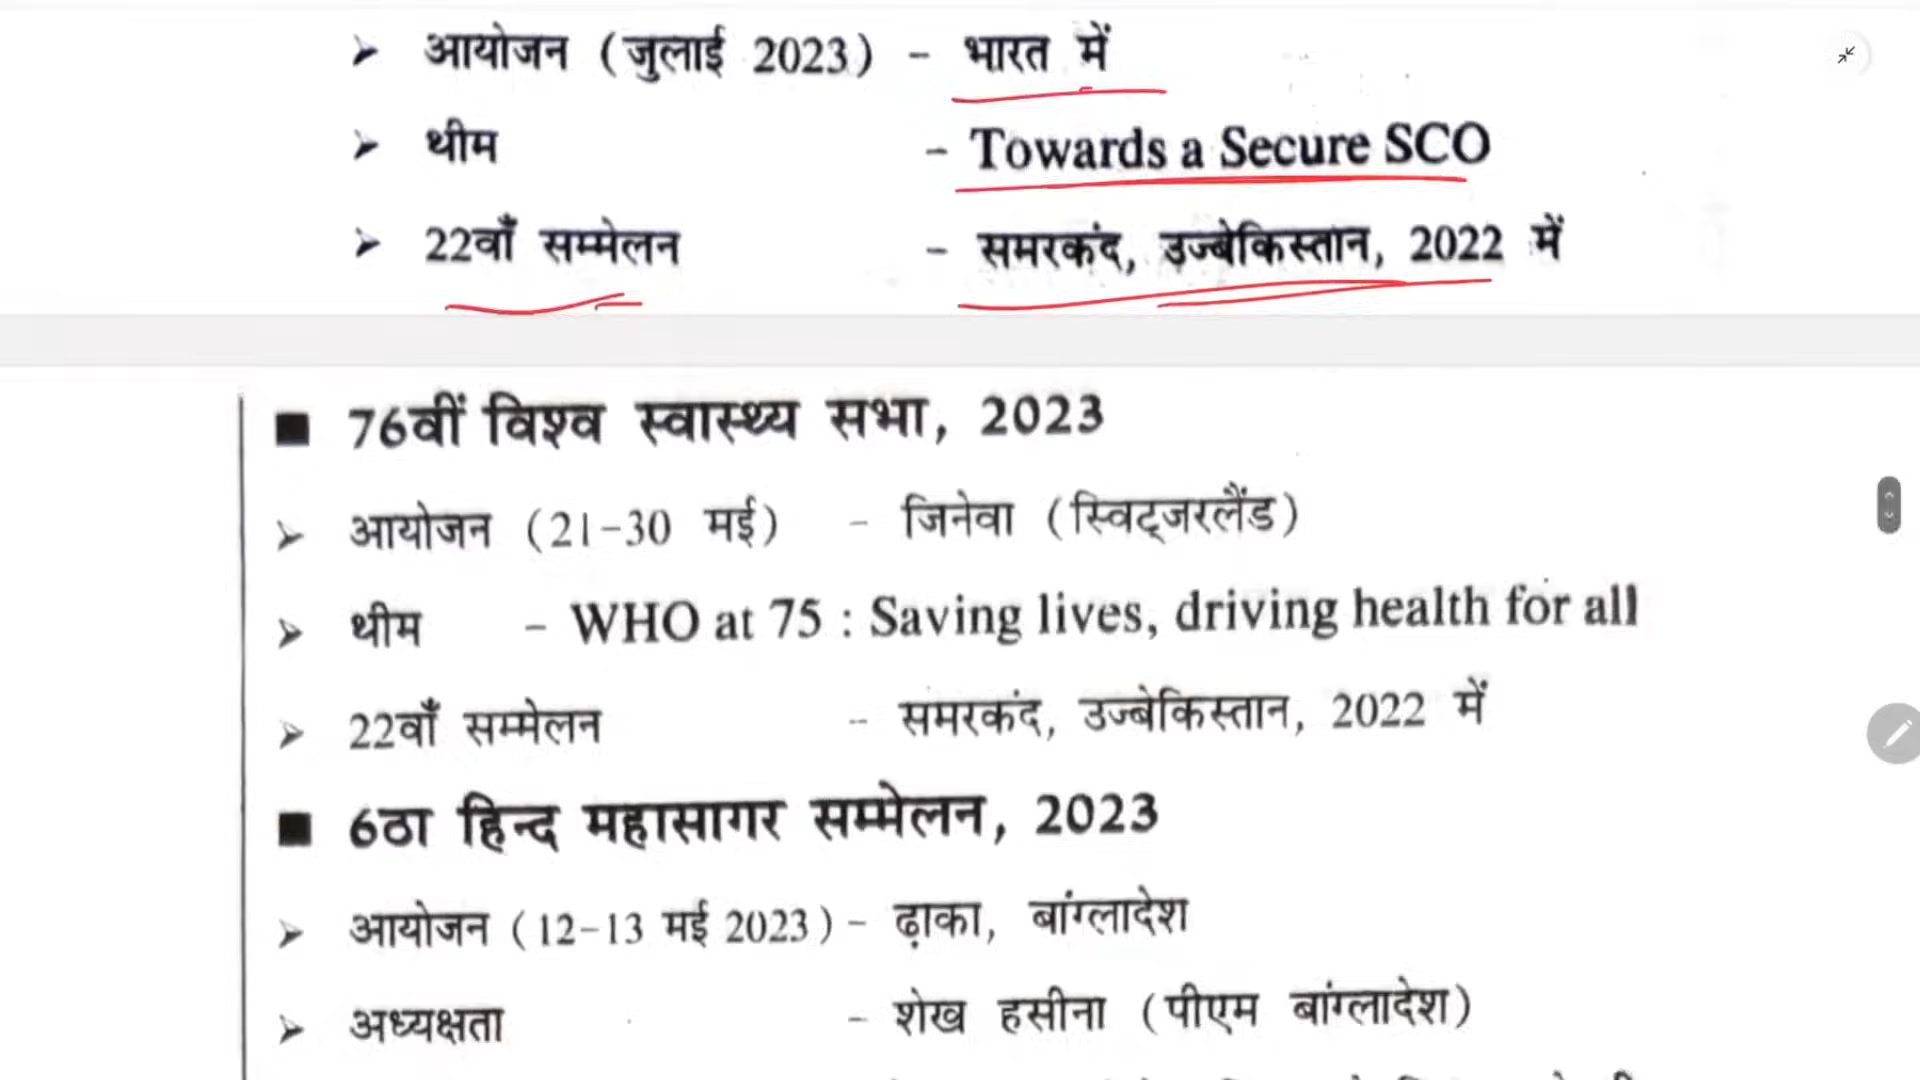 ➢ आयोजन (जुलाई 2023) - भारत में
➢ थीम - Towards a Secure SCO
➢ 22वाँ सम्मेलन - समरकंद, उज्बेकिस्तान, 2022 में
■ 76वीं विश्व स्वास्थ्य सभा, 2023
➢ आयोजन (21-30 मई) - जिनेवा (स्विट्जरलैंड)
➢ थीम - WHO at 75 : Saving lives, driving health for all
➢ 22वाँ सम्मेलन - समरकंद, उज्बेकिस्तान, 2022 में
■ 6ठा हिन्द महासागर सम्मेलन, 2023
➢ आयोजन (12-13 मई 2023) - ढ़ाका, बांग्लादेश
➢ अध्यक्षता - शेख हसीना (पीएम बांग्लादेश)